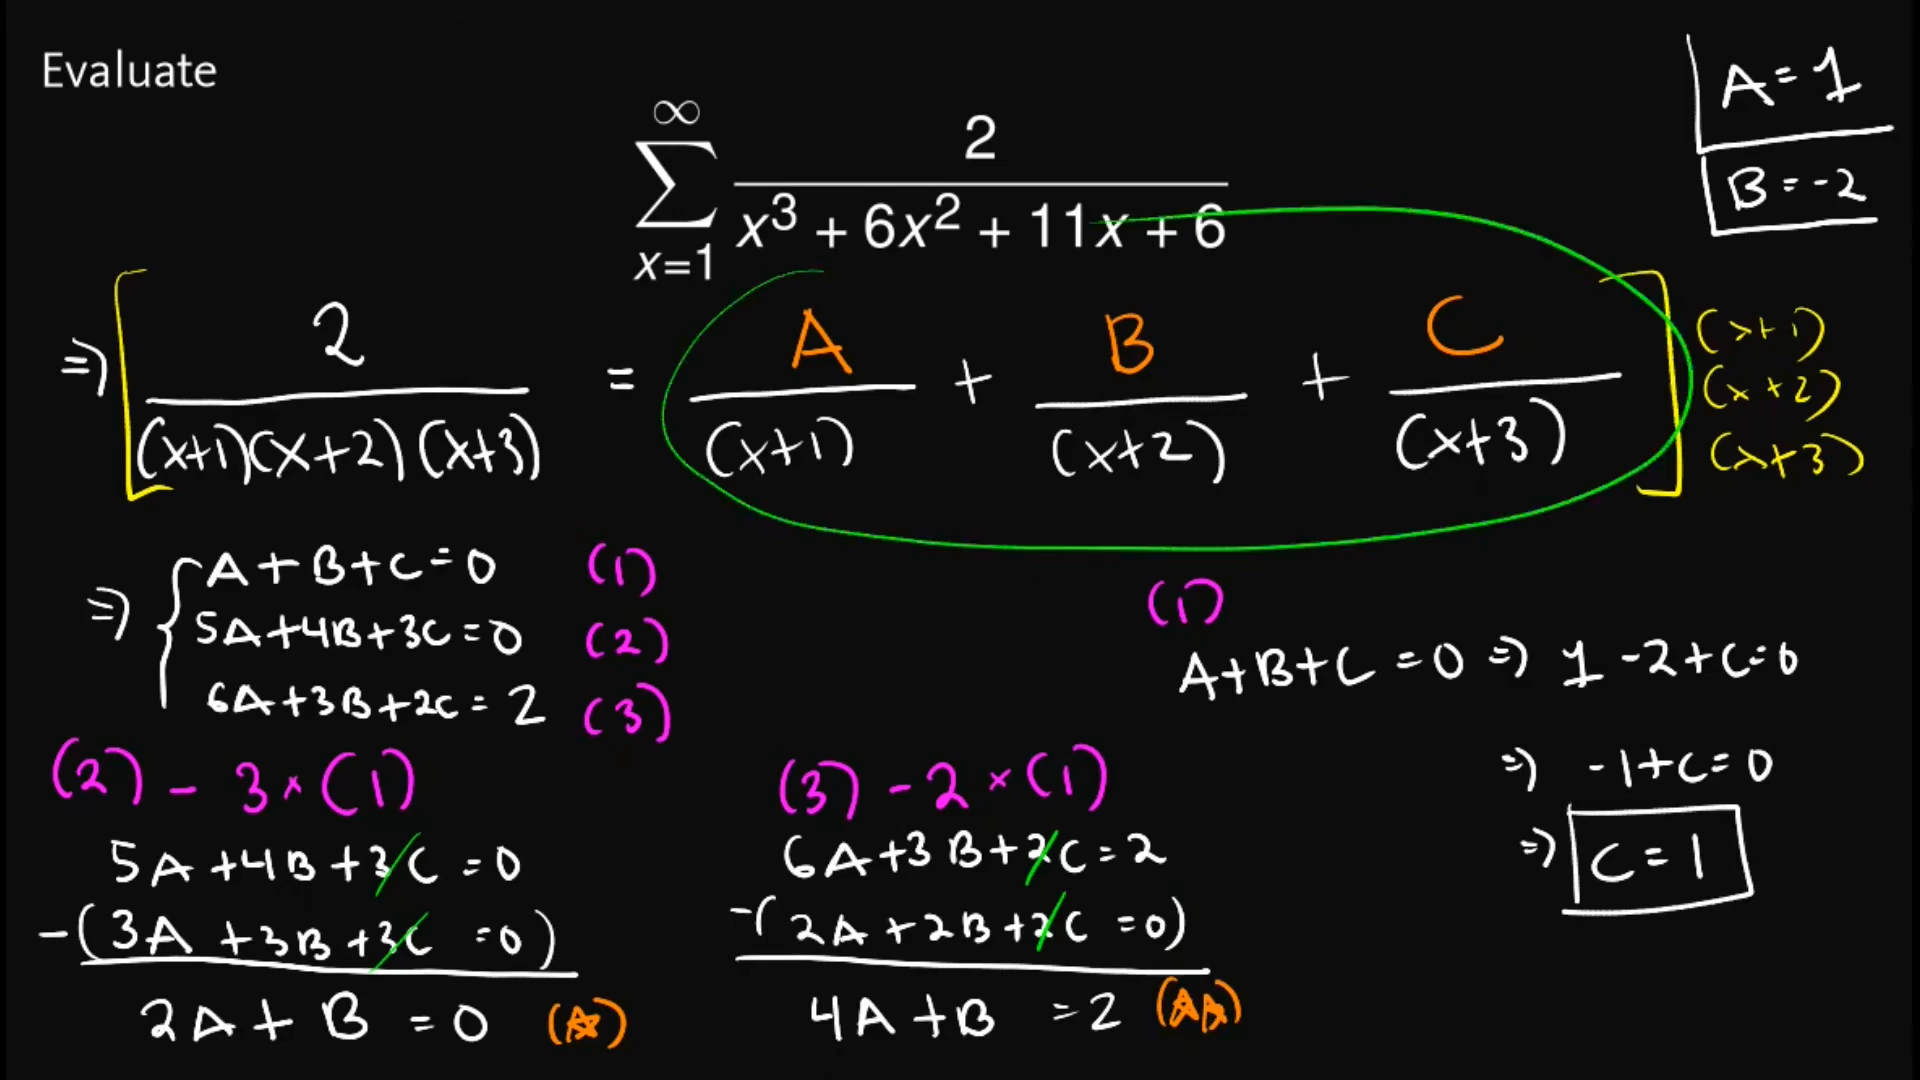 Evaluate
∞
∑
x=1
2
x³ + 6x² + 11x + 6
A = 1
B = -2
⇒ [ 2 / (x+1)(x+2)(x+3) = A / (x+1) + B / (x+2) + C / (x+3) ] (x+1)
(x+2)
(x+3)
⇒ { A+B+C=0 (1)
5A+4B+3C=0 (2)
6A+3B+2C=2 (3)
(2) - 3×(1)
5A+4B+3C=0
-(3A+3B+3C=0)
2A+B=0 (☆)
(3) - 2×(1)
6A+3B+2C=2
-(2A+2B+2C=0)
4A+B=2 (☆☆)
(1)
A+B+C=0 ⇒ 1-2+C=0
⇒ -1+C=0
⇒ C=1